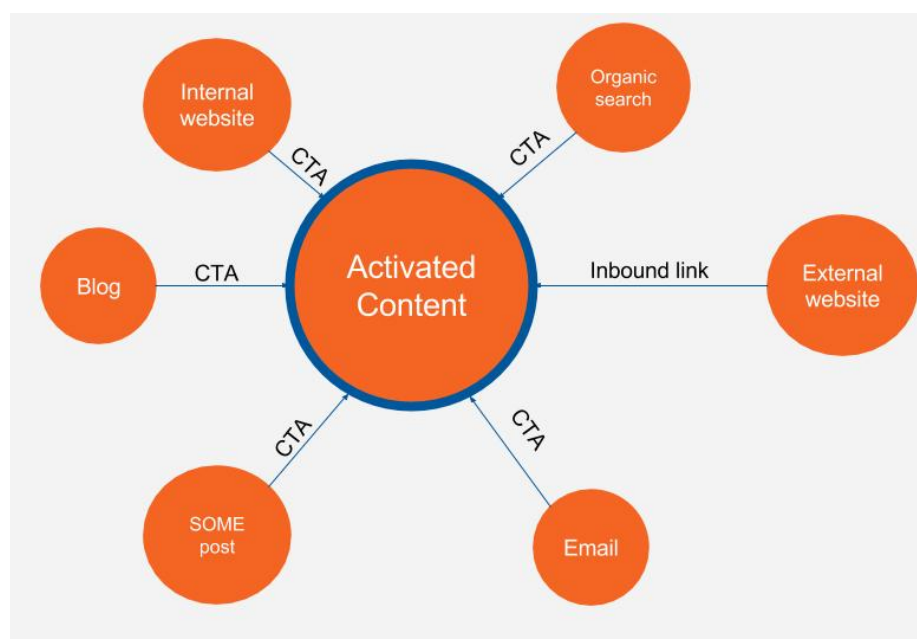 Internal
website
Organic
search
CTA
CTA
Activated
Content
Blog
CTA
Inbound link
External
website
CTA
CTA
SOME
post
Email